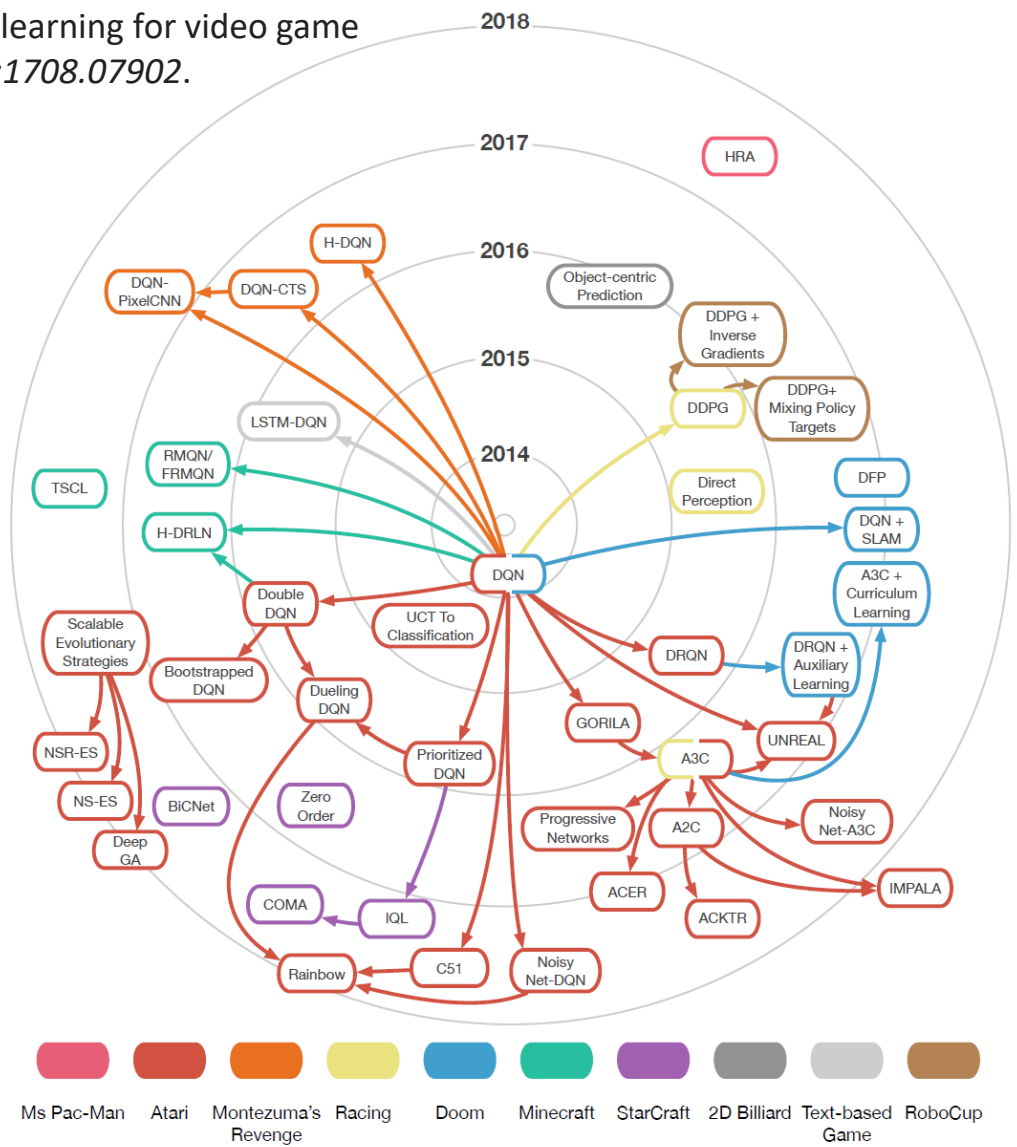 learning for video game
:1708.07902.
2018
2017
HRA
H-DQN
2016
DQN-
PixelCNN
DQN-CTS
Object-centric
Prediction
DDPG +
Inverse
Gradients
2015
DDPG
DDPG+
Mixing Policy
Targets
LSTM-DQN
RMQN/
FRMQN
2014
TSCL
Direct
Perception
DFP
H-DRLN
DQN +
SLAM
DQN
A3C +
Curriculum
Learning
Double
DQN
UCT To
Classification
Scalable
Evolutionary
Strategies
DRQN
DRQN +
Auxiliary
Learning
Bootstrapped
DQN
Dueling
DQN
GORILA
UNREAL
NSR-ES
Prioritized
DQN
A3C
NS-ES
BiCNet
Zero
Order
Progressive
Networks
A2C
Noisy
Net-A3C
Deep
GA
ACER
IMPALA
COMA
IQL
ACKTR
Rainbow
C51
Noisy
Net-DQN
Ms Pac-Man
Atari
Montezuma's
Revenge
Racing
Doom
Minecraft
StarCraft
2D Billiard
Text-based
Game
RoboCup